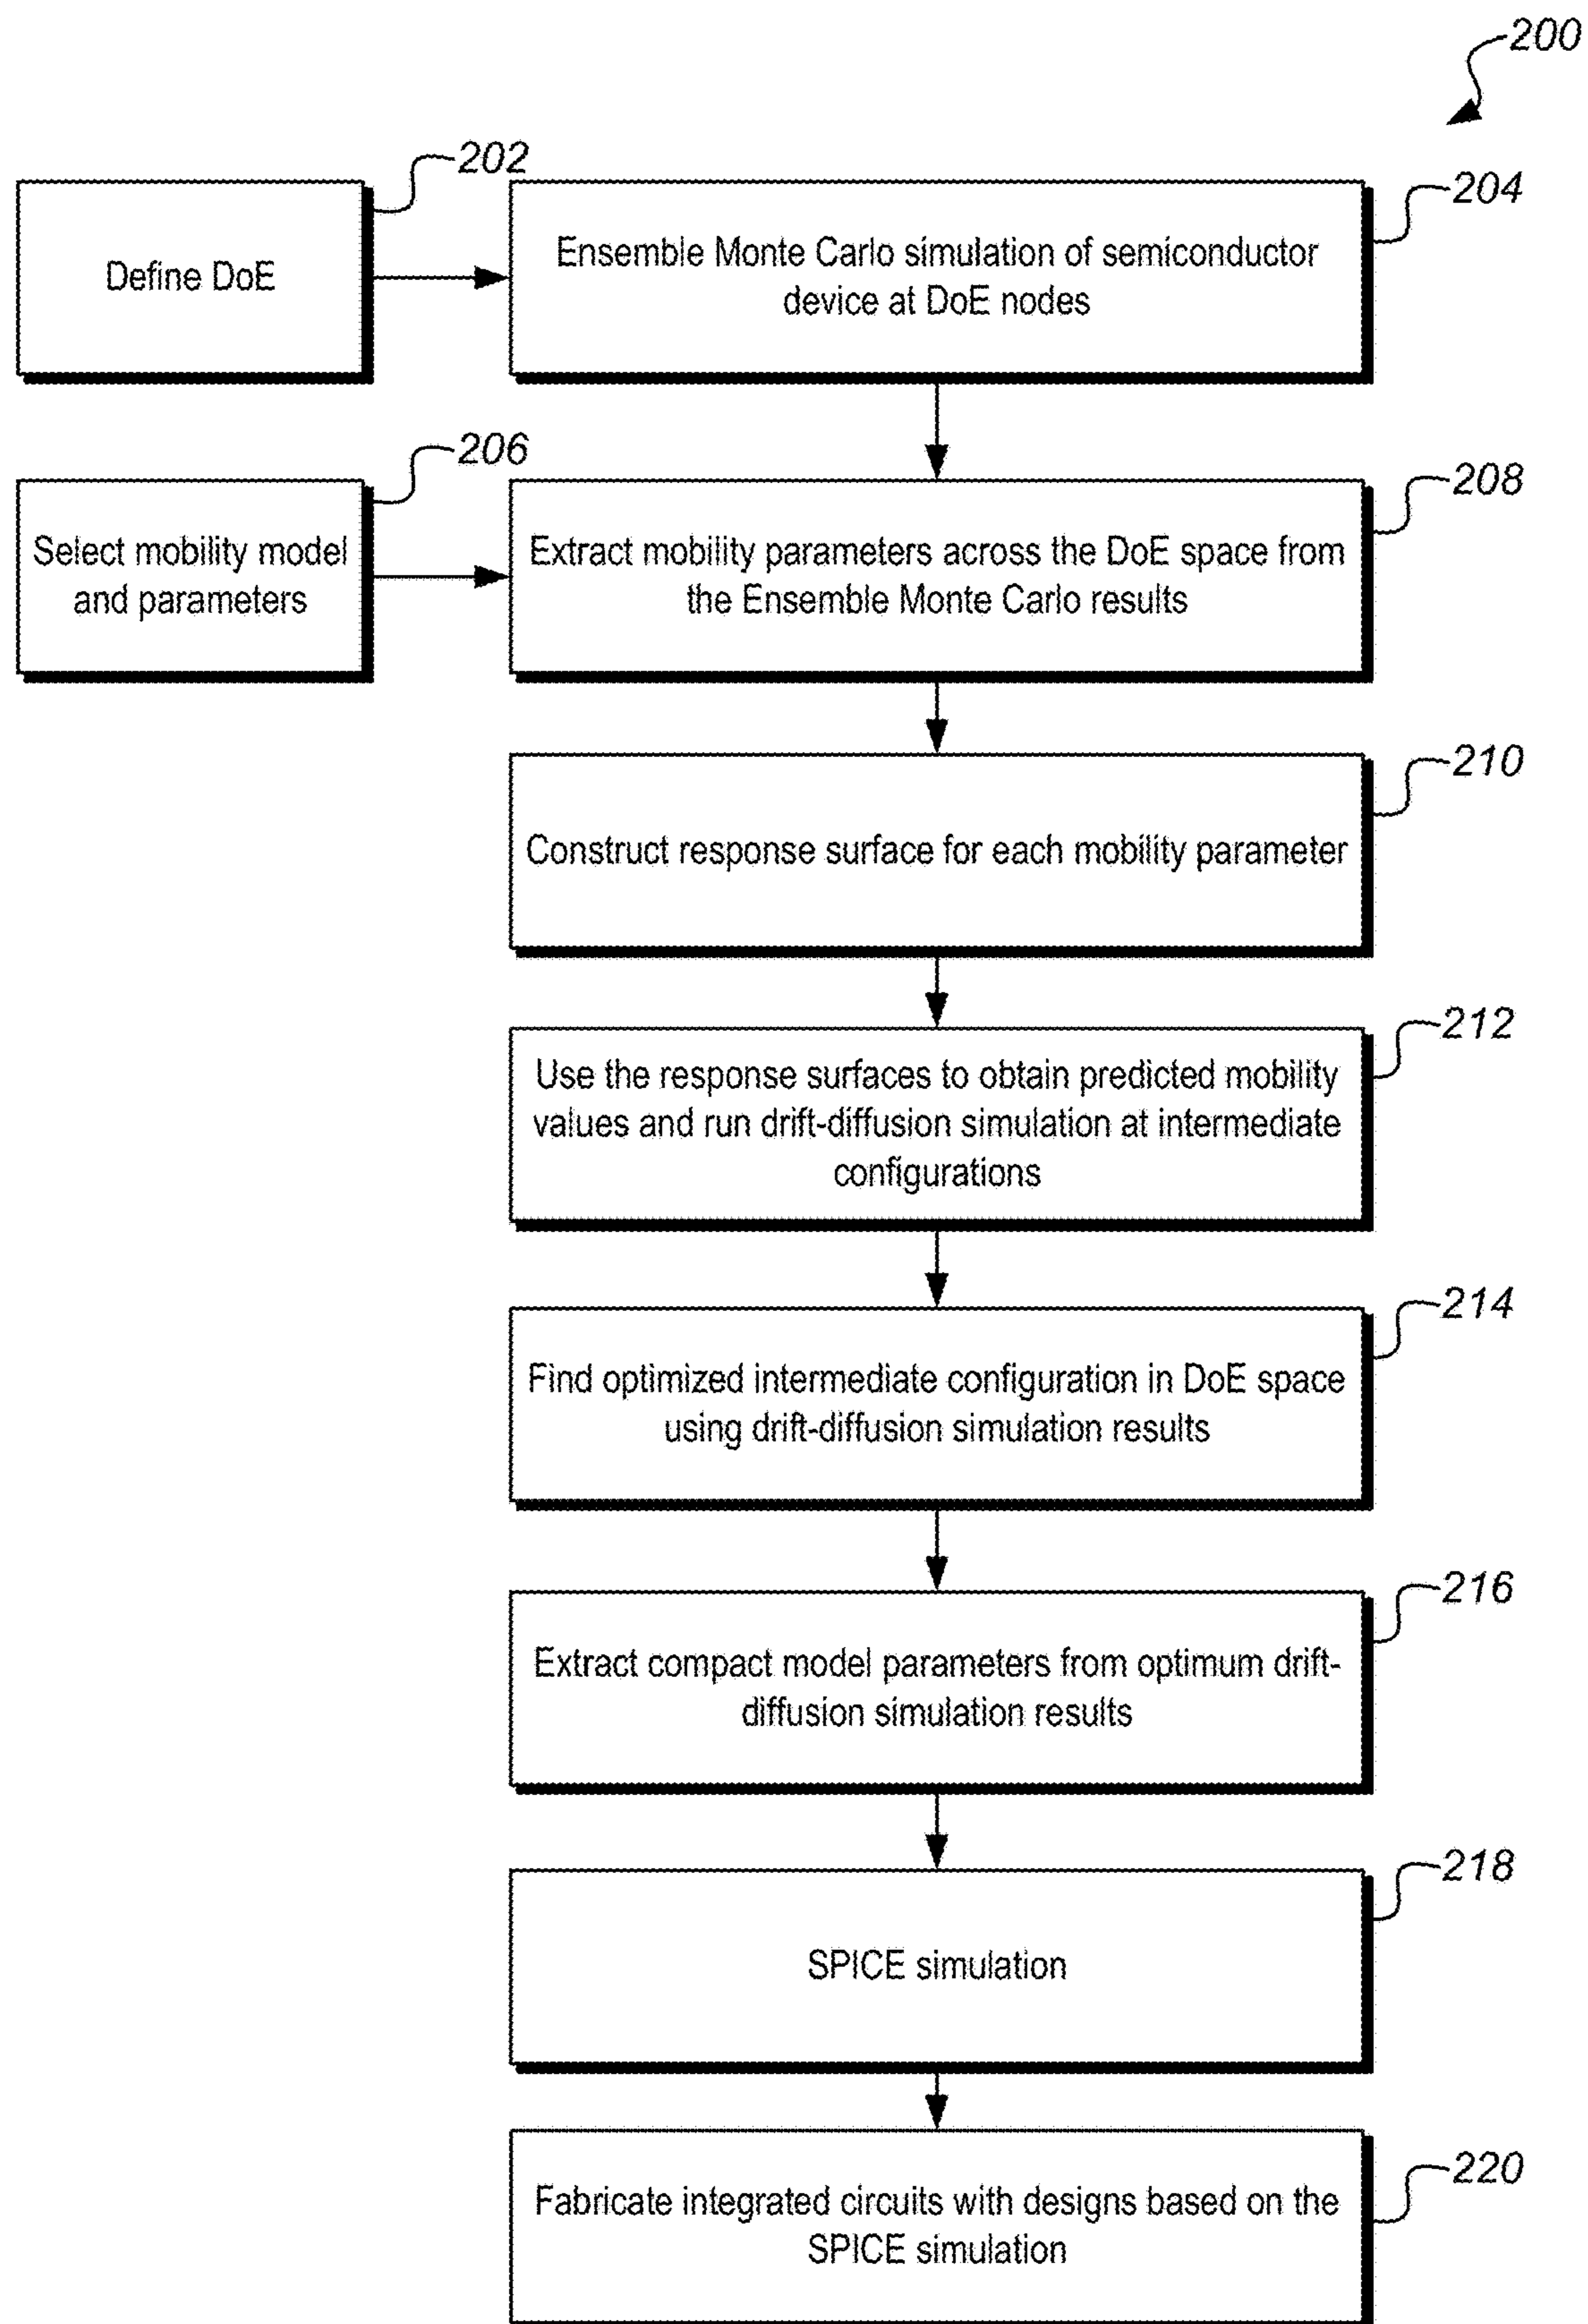 200
202
Define DoE
204
Ensemble Monte Carlo simulation of semiconductor
device at DoE nodes
206
Select mobility model
and parameters
208
Extract mobility parameters across the DoE space from
the Ensemble Monte Carlo results
210
Construct response surface for each mobility parameter
212
Use the response surfaces to obtain predicted mobility
values and run drift-diffusion simulation at intermediate
configurations
214
Find optimized intermediate configuration in DoE space
using drift-diffusion simulation results
216
Extract compact model parameters from optimum drift-
diffusion simulation results
218
SPICE simulation
220
Fabricate integrated circuits with designs based on the
SPICE simulation